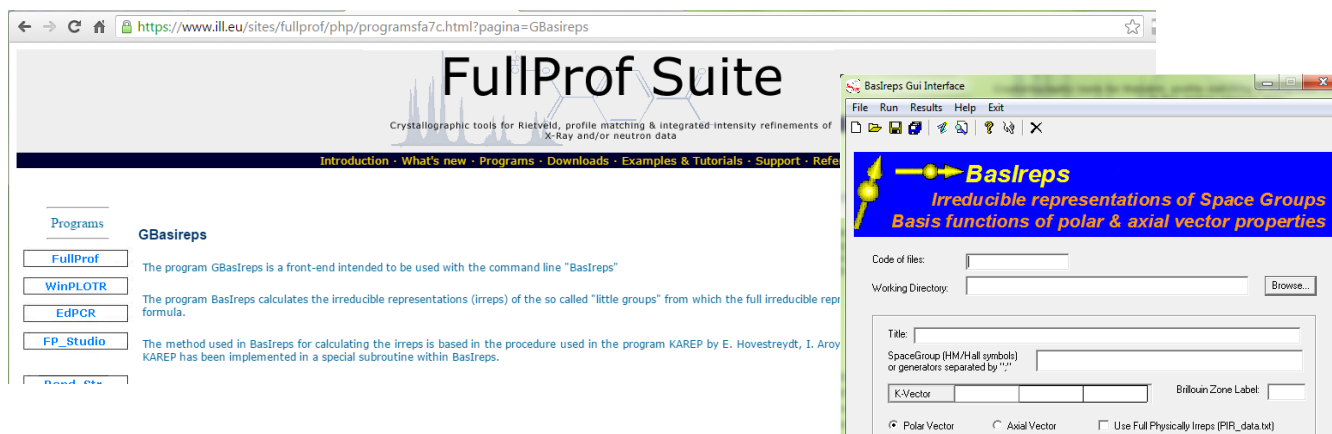 https://www.ill.eu/sites/fullprof/php/programsfa7c.html?pagina=GBasireps
FullProf Suite
Crystallographic tools for Rietveld, profile matching & integrated intensity refinements of
X-Ray and/or neutron data
Introduction · What's new · Programs · Downloads · Examples & Tutorials · Support · Refe
Programs
FullProf
WinPLOTR
EdPCR
FP_Studio
GBasireps
The program GBasIreps is a front-end intended to be used with the command line "BasIreps"
The program BasIreps calculates the irreducible representations (irreps) of the so called "little groups" from which the full irreducible repr
formula.
The method used in BasIreps for calculating the irreps is based in the procedure used in the program KAREP by E. Hovestreydt, I. Aroy
KAREP has been implemented in a special subroutine within BasIreps.
BasIreps Gui Interface
File Run Results Help Exit
BasIreps
Irreducible representations of Space Groups
Basis functions of polar & axial vector properties
Code of files:
Working Directory:
Browse...
Title:
SpaceGroup (HM/Hall symbols)
or generators separated by ";"
K-Vector
Brillouin Zone Label:
Polar Vector
Axial Vector
Use Full Physically Irreps (PIR_data.txt)